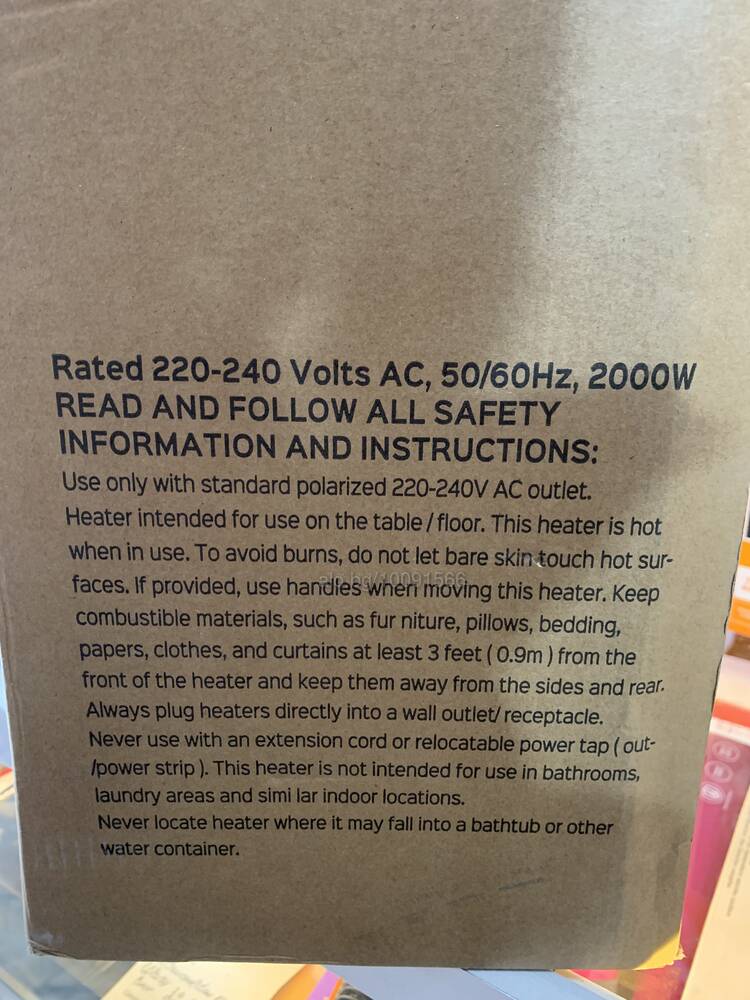 Rated 220-240 Volts AC, 50/60Hz, 2000W
READ AND FOLLOW ALL SAFETY
INFORMATION AND INSTRUCTIONS:
Use only with standard polarized 220-240V AC outlet.
Heater intended for use on the table/floor. This heater is hot
when in use. To avoid burns, do not let bare skin touch hot sur-
faces. If provided, use handles when moving this heater. Keep
combustible materials, such as fur niture, pillows, bedding,
papers, clothes, and curtains at least 3 feet ( 0.9m ) from the
front of the heater and keep them away from the sides and rear.
Always plug heaters directly into a wall outlet/ receptacle.
Never use with an extension cord or relocatable power tap ( out-
/power strip ). This heater is not intended for use in bathrooms,
laundry areas and simi lar indoor locations.
Never locate heater where it may fall into a bathtub or other
water container.